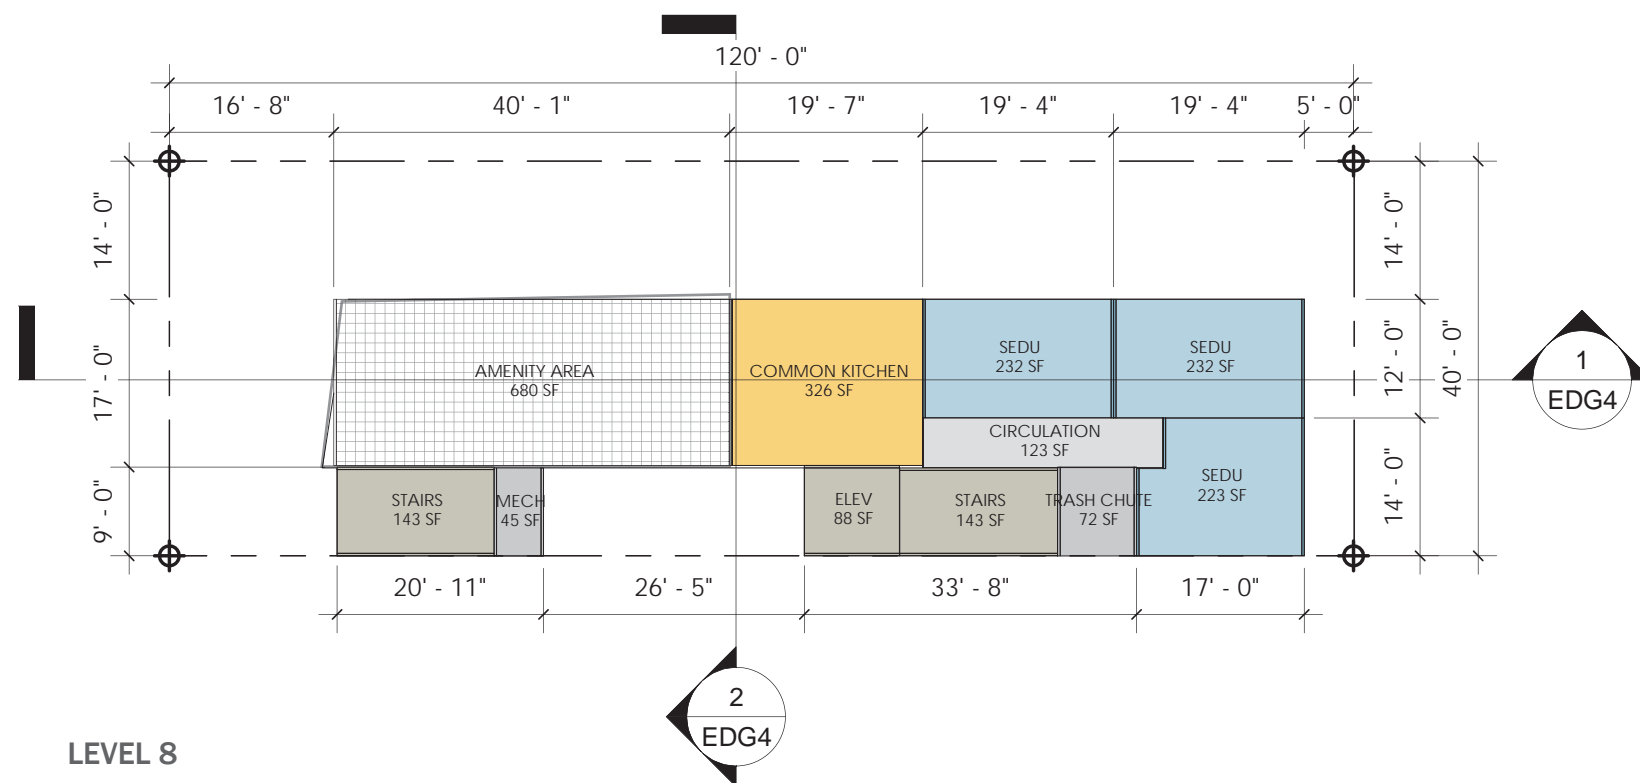 120' - 0"
16' - 8"
40' - 1"
19' - 7"
19' - 4"
19' - 4"
5' - 0"
14' - 0"
17' - 0"
9' - 0"
14' - 0"
12' - 0"
14' - 0"
40' - 0"
AMENITY AREA
680 SF
COMMON KITCHEN
326 SF
SEDU
232 SF
SEDU
232 SF
CIRCULATION
123 SF
SEDU
223 SF
STAIRS
143 SF
MECH
45 SF
ELEV
88 SF
STAIRS
143 SF
TRASH CHUTE
72 SF
1
EDG4
20' - 11"
26' - 5"
33' - 8"
17' - 0"
2
EDG4
LEVEL 8